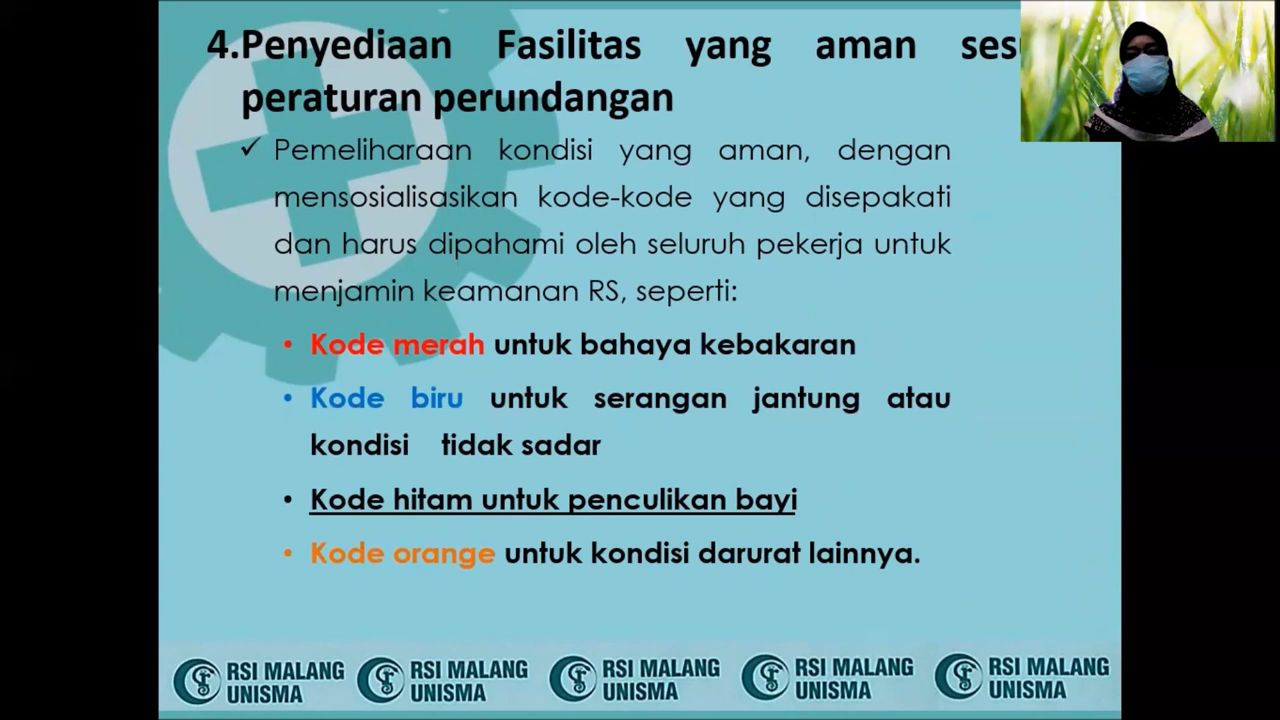 4.Penyediaan Fasilitas yang aman
peraturan perundangan
✓ Pemeliharaan kondisi yang aman, dengan
mensosialisasikan kode-kode yang disepakati
dan harus dipahami oleh seluruh pekerja untuk
menjamin keamanan RS, seperti:
• Kode merah untuk bahaya kebakaran
• Kode biru untuk serangan jantung atau
kondisi tidak sadar
• Kode hitam untuk penculikan bayi
• Kode orange untuk kondisi darurat lainnya.
RSI MALANG UNISMA
RSI MALANG UNISMA
RSI MALANG UNISMA
RSI MALANG UNISMA
RSI MALANG UNISMA